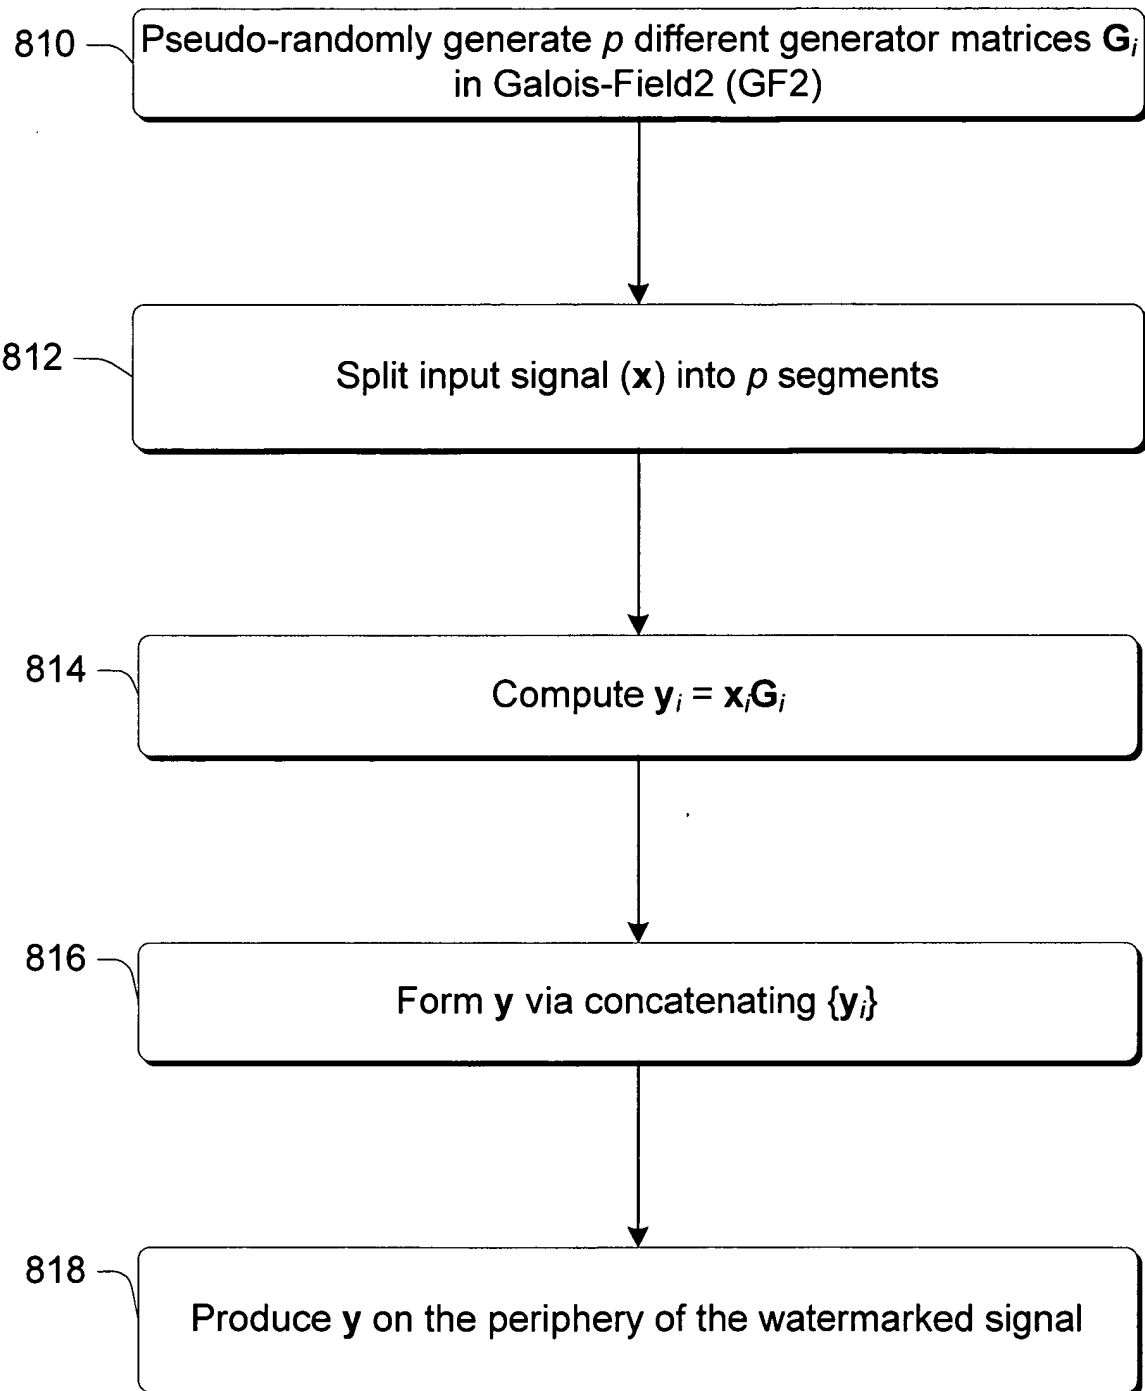 810
Pseudo-randomly generate p different generator matrices Gi
in Galois-Field2 (GF2)
812
Split input signal (x) into p segments
814
Compute yi = xiGi
816
Form y via concatenating {yi}
818
Produce y on the periphery of the watermarked signal